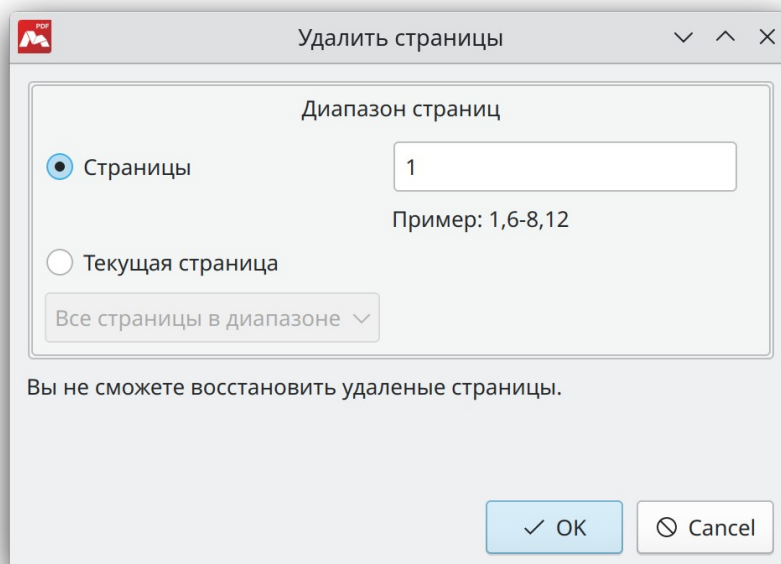 PDF
Удалить страницы
Диапазон страниц
Страницы
1
Пример: 1,6-8,12
Текущая страница
Все страницы в диапазоне
Вы не сможете восстановить удаленые страницы.
OK
Cancel